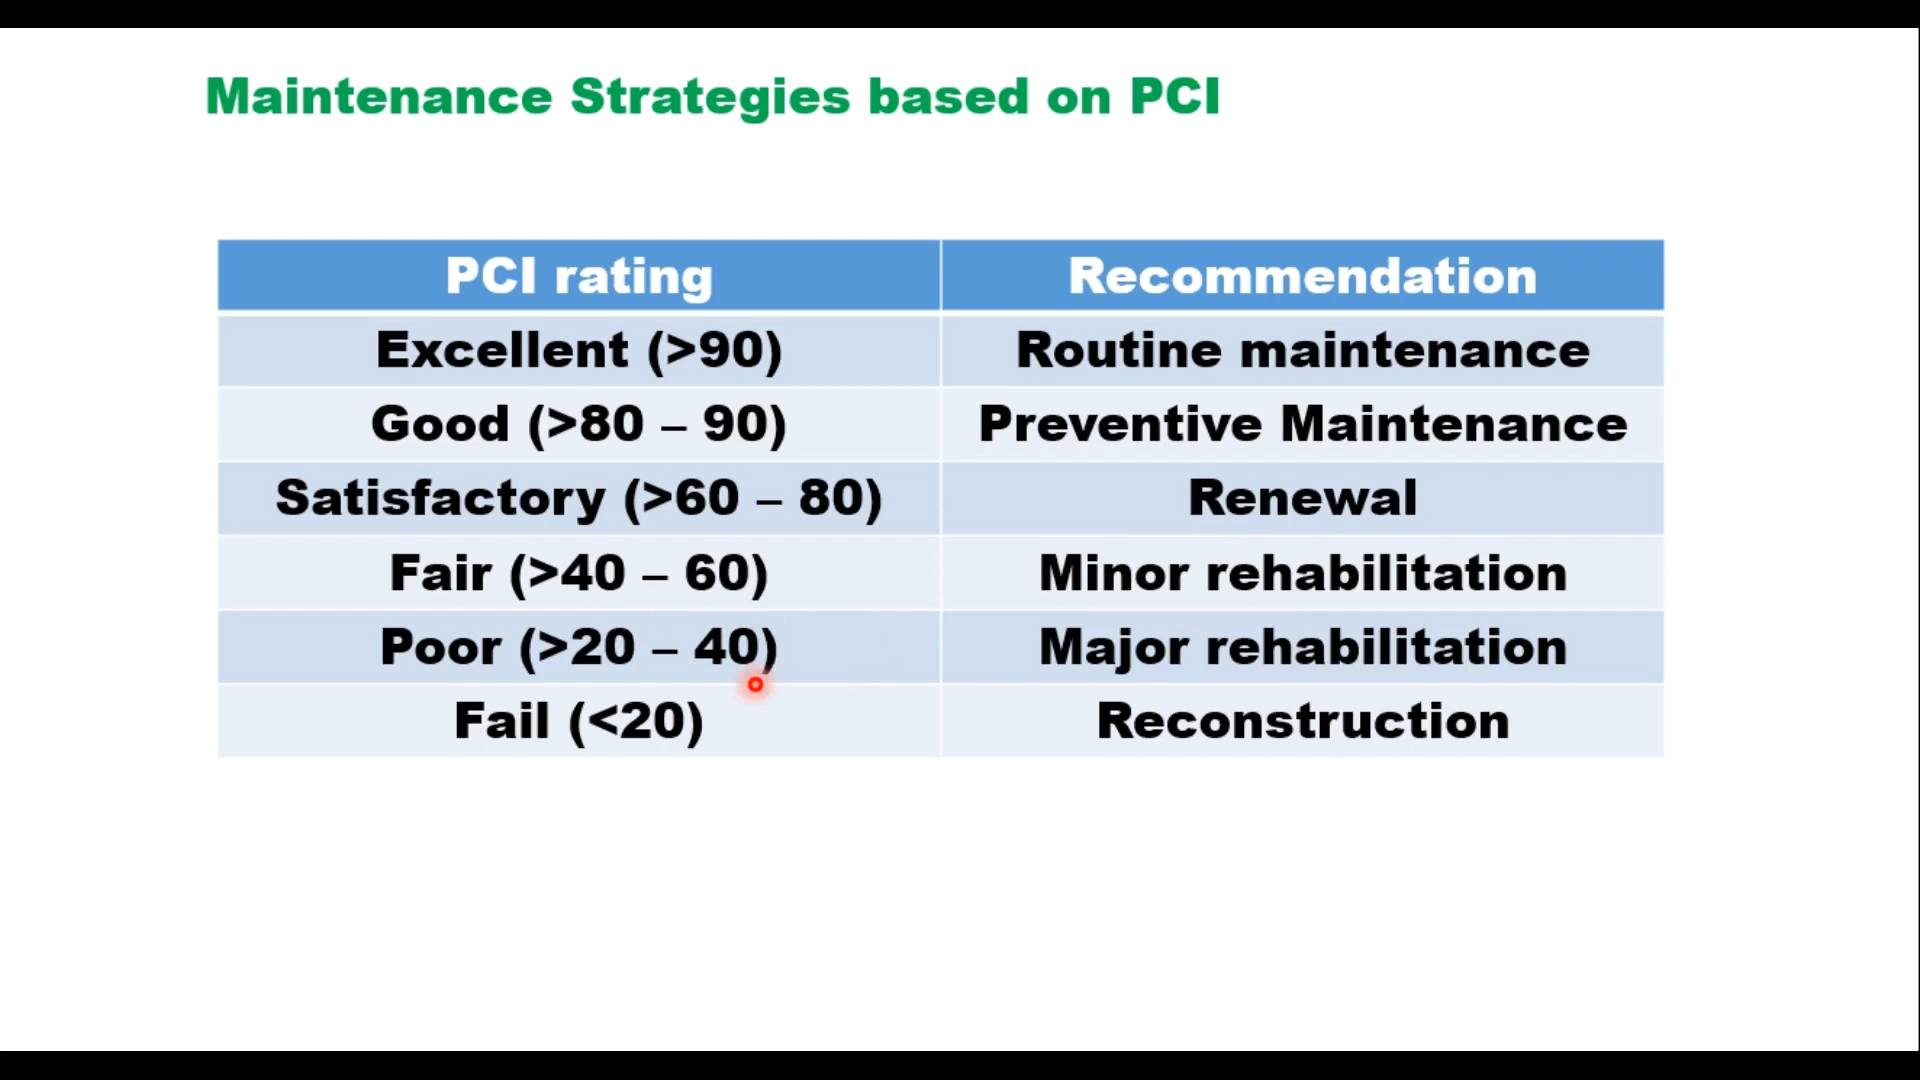 Maintenance Strategies based on PCI
PCI rating Recommendation
Excellent (>90) Routine maintenance
Good (>80 – 90) Preventive Maintenance
Satisfactory (>60 – 80) Renewal
Fair (>40 – 60) Minor rehabilitation
Poor (>20 – 40) Major rehabilitation
Fail (<20) Reconstruction